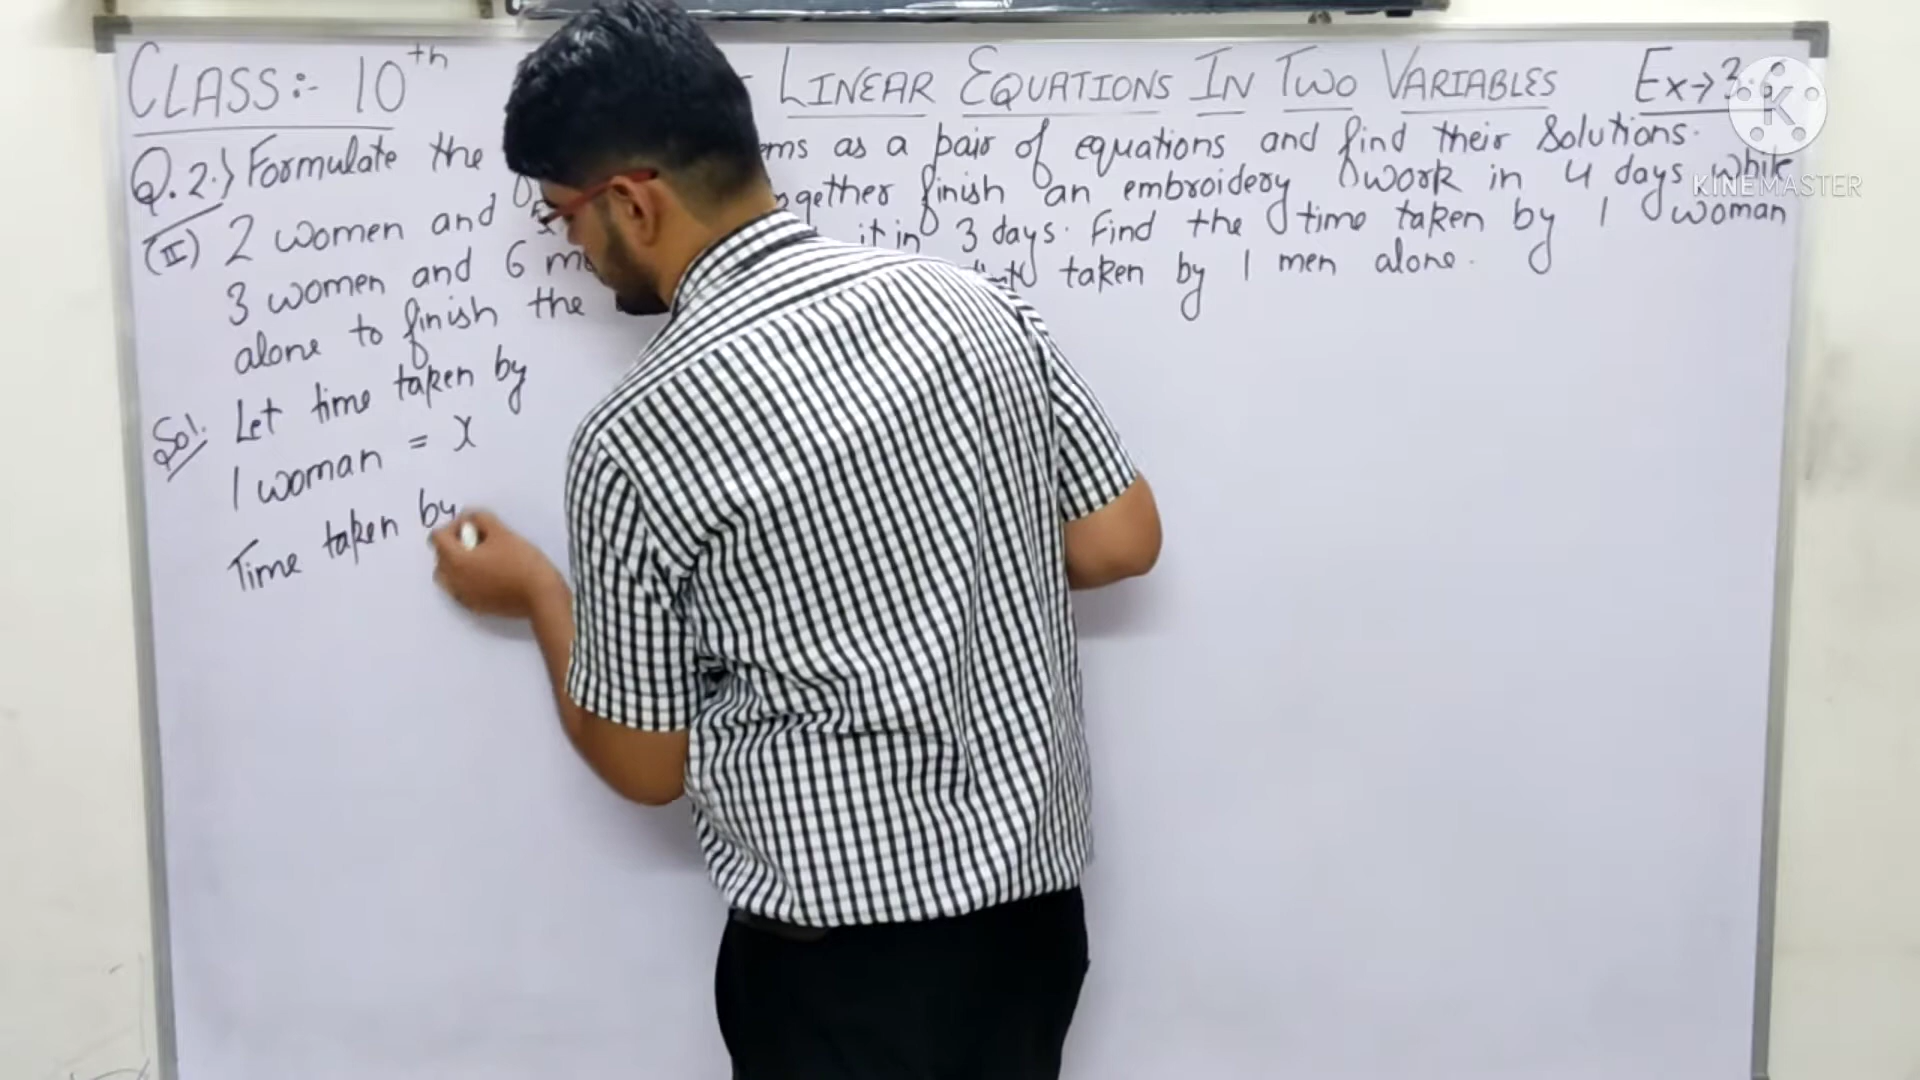 CLASS:- 10th LINEAR EQUATIONS IN TWO VARIABLES Ex→3.6
Q.2.) Formulate the ems as a pair of equations and find their solutions.
(II) 2 women and 5 ogether finish an embroidery work in 4 days while
3 women and 6 me it in 3 days. Find the time taken by 1 woman
alone to finish the taken by 1 men alone.
Sol. Let time taken by
1 woman = x
Time taken by
K
KINEMASTER